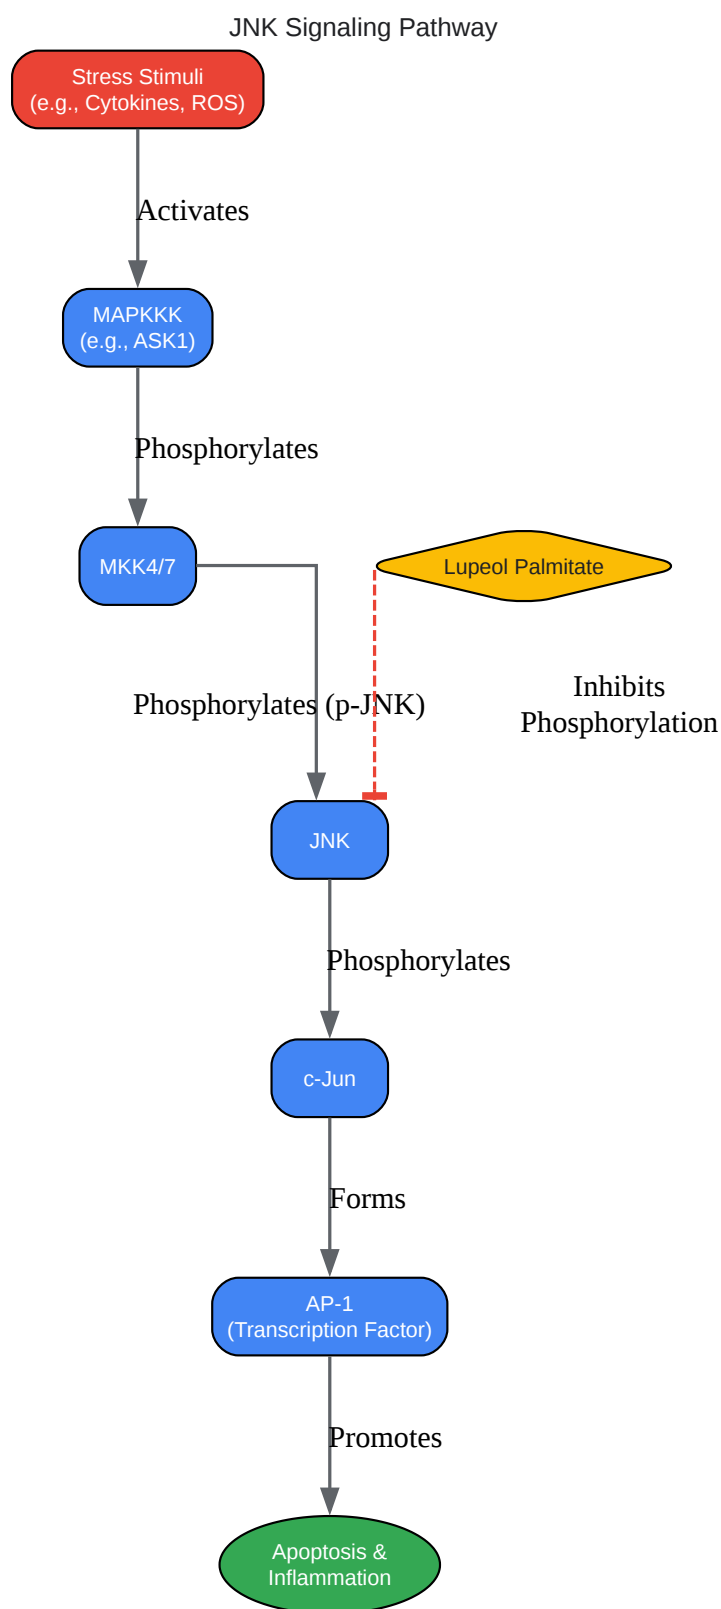 JNK Signaling Pathway
Stress Stimuli
(e.g., Cytokines, ROS)
Activates
MAPKKK
(e.g., ASK1)
Phosphorylates
MKK4/7
Lupeol Palmitate
Phosphorylates (p-JNK)
Inhibits
Phosphorylation
JNK
Phosphorylates
c-Jun
Forms
AP-1
(Transcription Factor)
Promotes
Apoptosis &
Inflammation